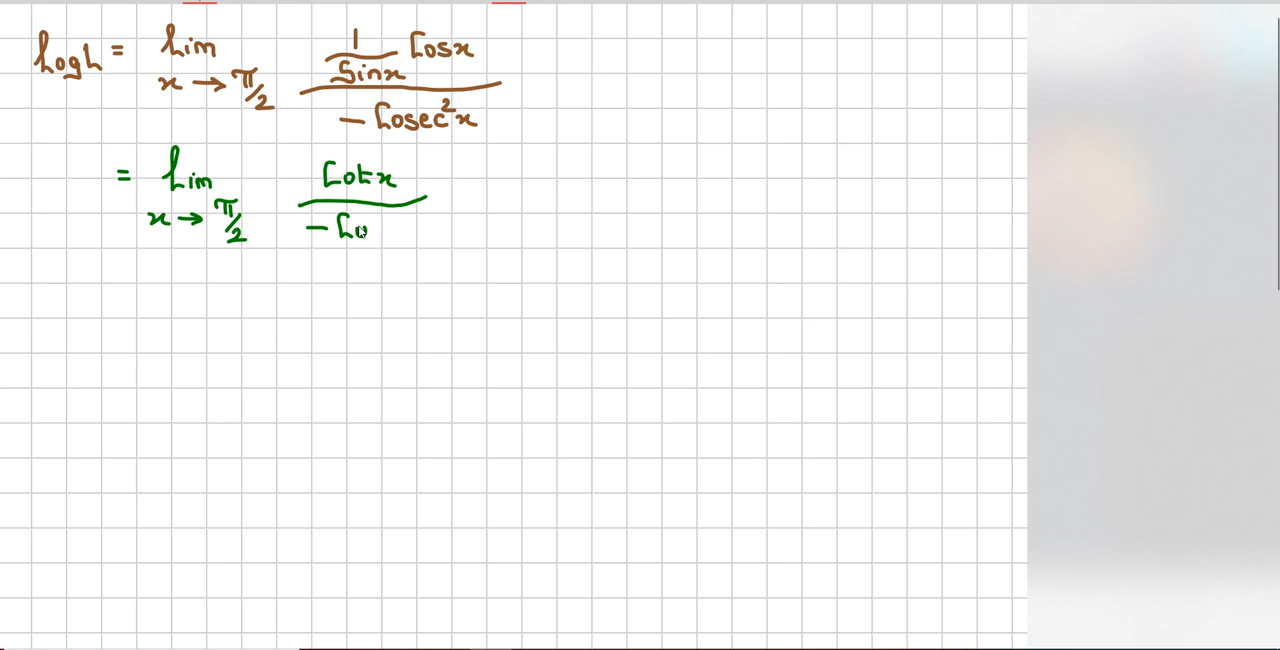 logL = Lim x → π/2 (1/Sinx Cosx) / (- Cosec²x)
= Lim x → π/2 Cotx / (- Co